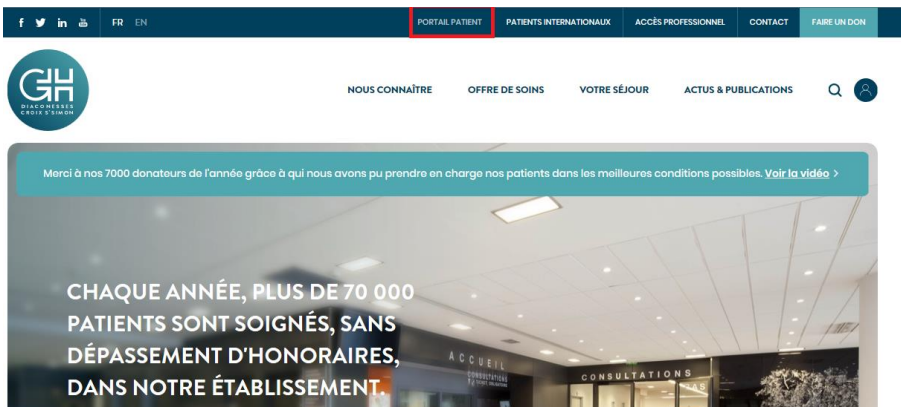 FR EN
PORTAIL PATIENT
PATIENTS INTERNATIONAUX
ACCÈS PROFESSIONNEL
CONTACT
FAIRE UN DON
GH
DIACONESSES
CROIX S'SIMON
NOUS CONNAÎTRE
OFFRE DE SOINS
VOTRE SÉJOUR
ACTUS & PUBLICATIONS
Merci à nos 7000 donateurs de l'année grâce à qui nous avons pu prendre en charge nos patients dans les meilleures conditions possibles. Voir la vidéo >
CHAQUE ANNÉE, PLUS DE 70 000
PATIENTS SONT SOIGNÉS, SANS
DÉPASSEMENT D'HONORAIRES,
DANS NOTRE ÉTABLISSEMENT.
ACCUEIL
CONSULTATIONS
CONSULTATIONS